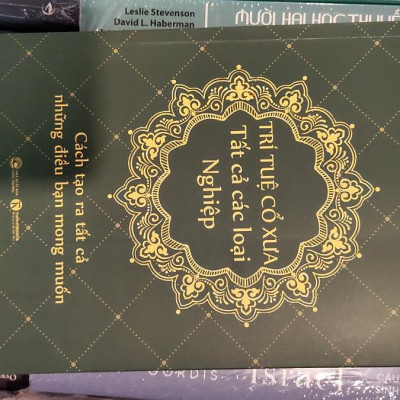 Leslie Stevenson
David L. Haberman
MƯỜI HAI HỌC THUYẾT
TRÍ TUỆ CỔ XƯA
Tất cả các loại
Nghiệp
Cách tạo ra tất cả
những điều bạn mong muốn